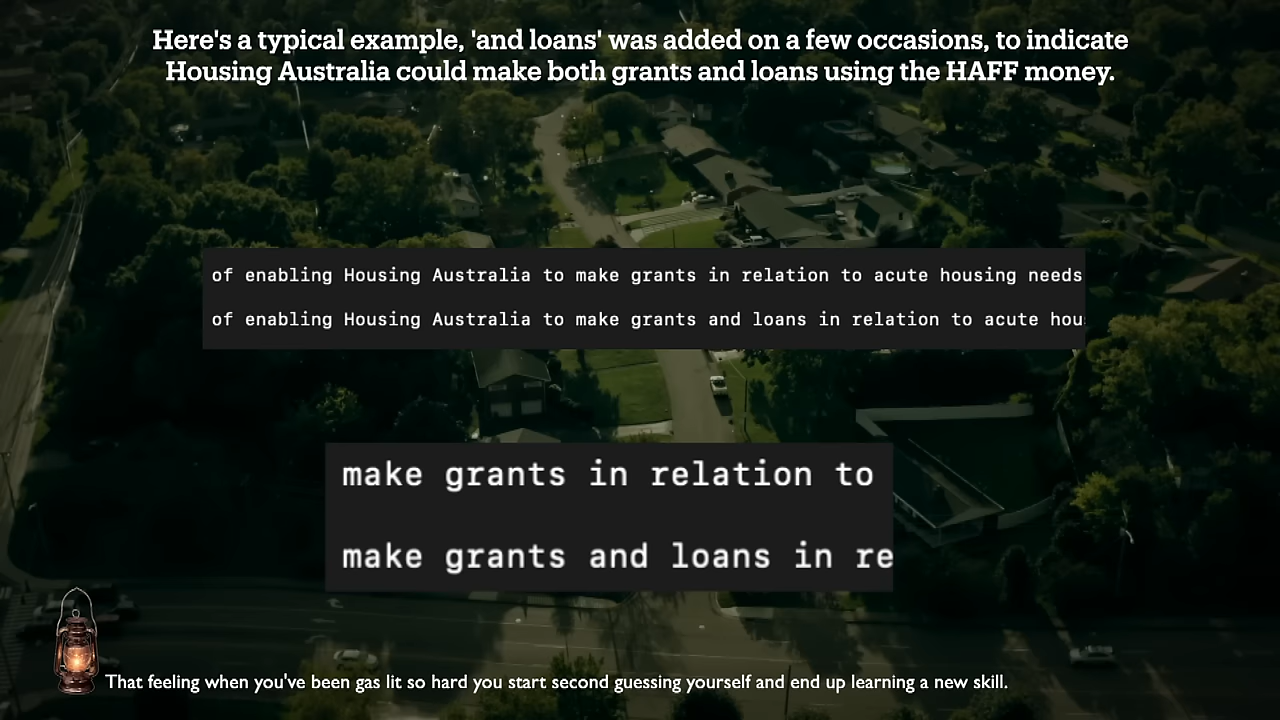 Here's a typical example, 'and loans' was added on a few occasions, to indicate
Housing Australia could make both grants and loans using the HAFF money.
of enabling Housing Australia to make grants in relation to acute housing needs
of enabling Housing Australia to make grants and loans in relation to acute hou
make grants in relation to
make grants and loans in re
That feeling when you've been gas lit so hard you start second guessing yourself and end up learning a new skill.